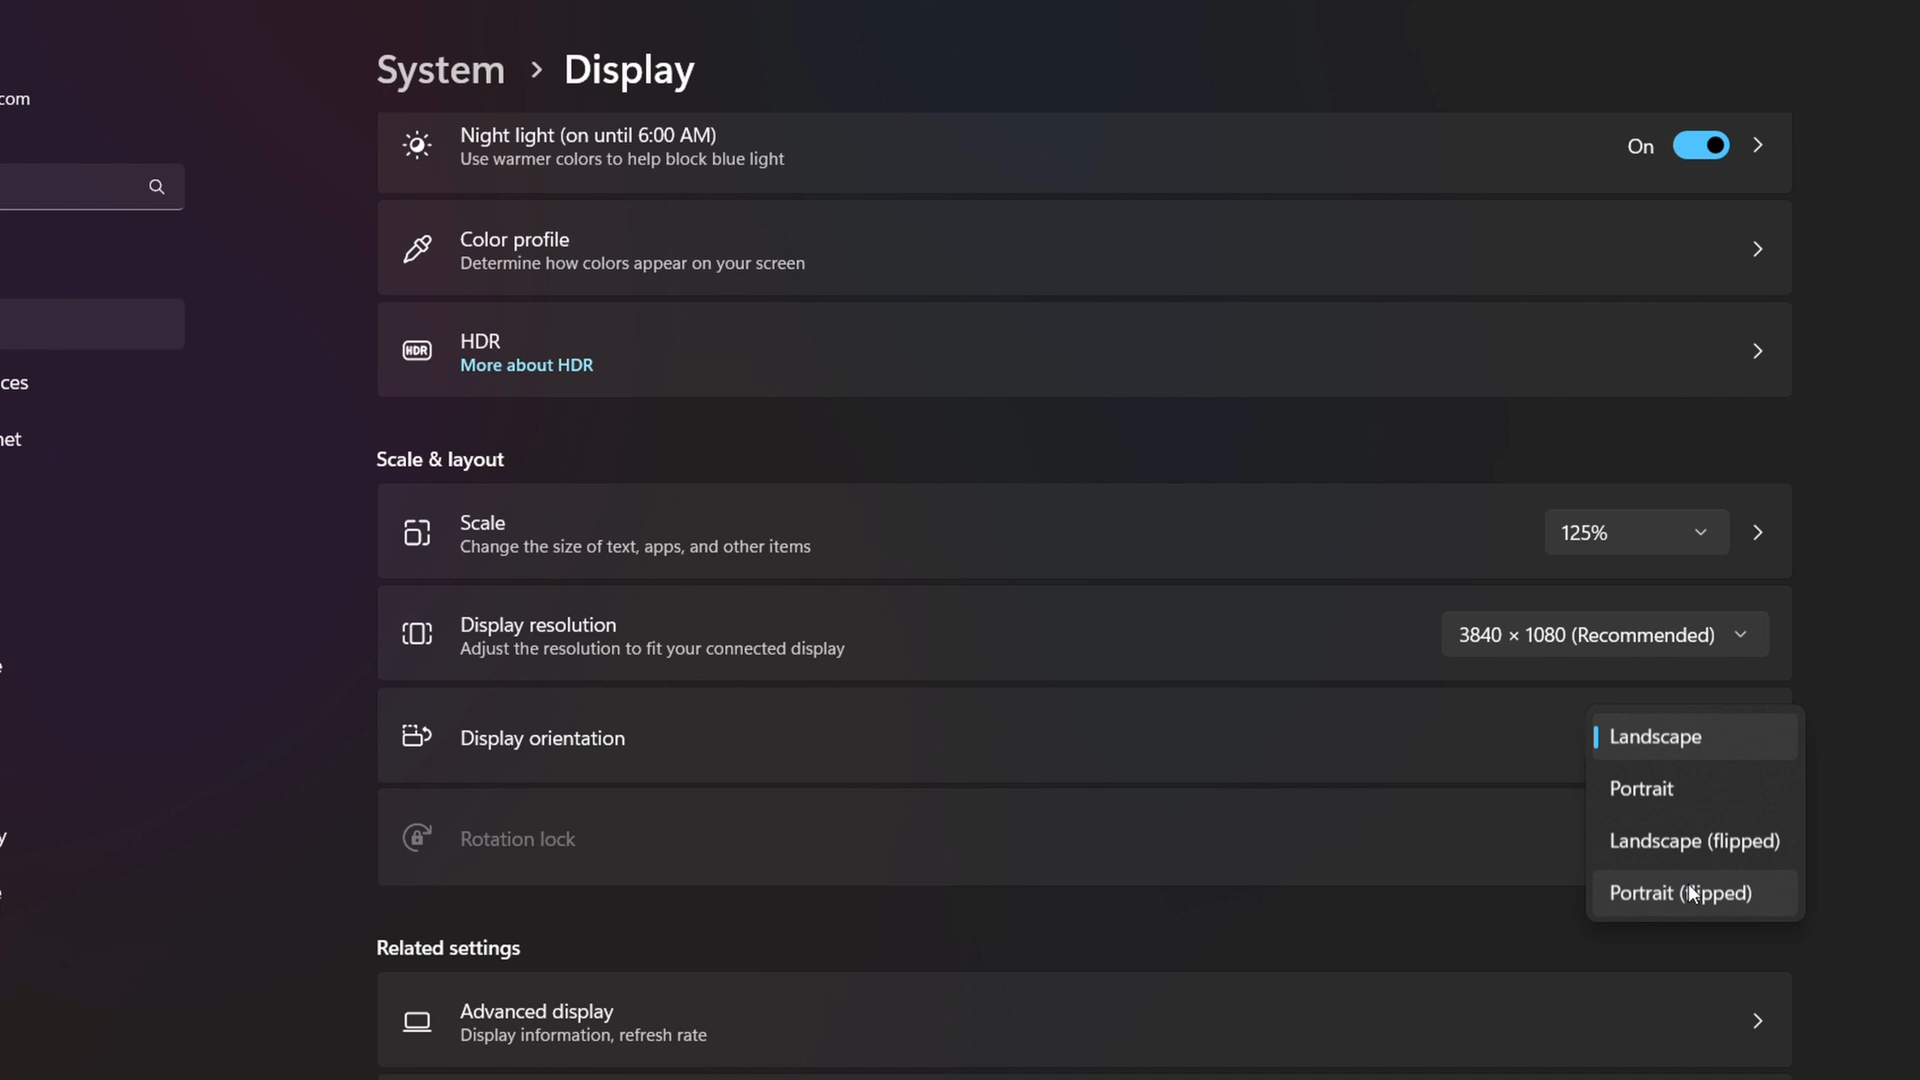 System > Display
com
Night light (on until 6:00 AM)
Use warmer colors to help block blue light
On
Color profile
Determine how colors appear on your screen
HDR
HDR
More about HDR
ces
net
Scale & layout
Scale
Change the size of text, apps, and other items
125%
Display resolution
Adjust the resolution to fit your connected display
3840 × 1080 (Recommended)
Display orientation
Landscape
Portrait
Landscape (flipped)
Portrait (flipped)
Rotation lock
y
Related settings
Advanced display
Display information, refresh rate